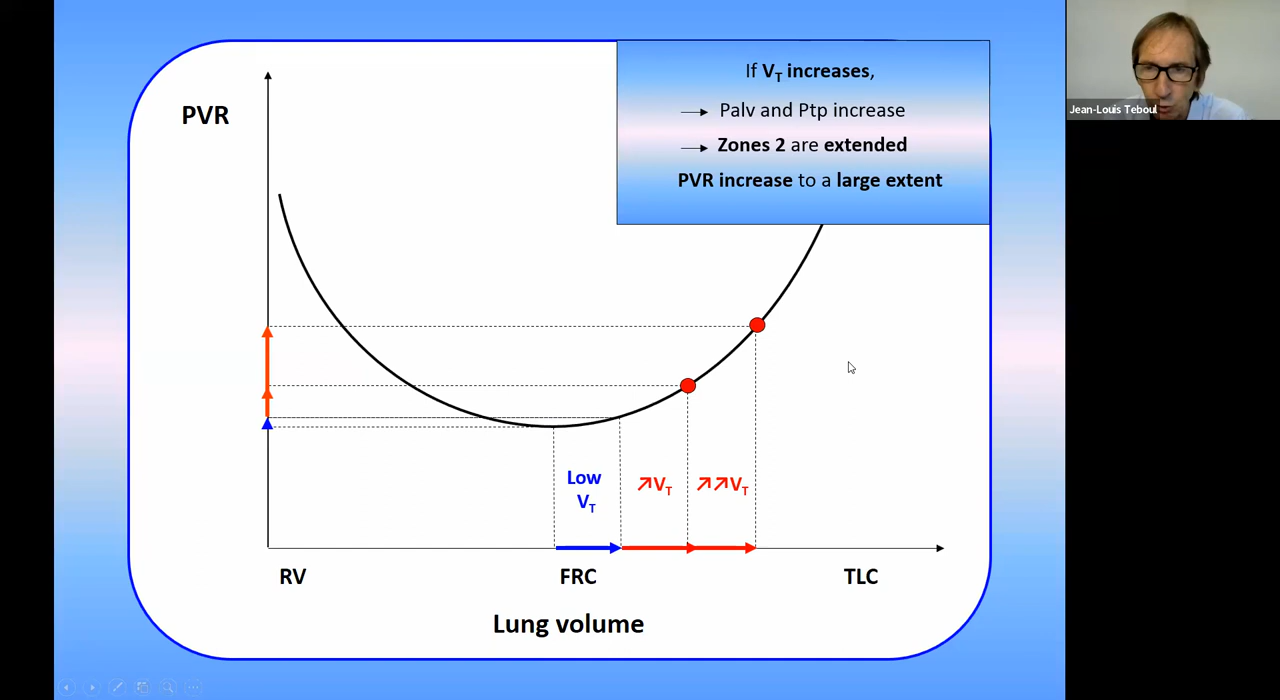 If VT increases,
→ Palv and Ptp increase
→ Zones 2 are extended
PVR increase to a large extent
Jean-Louis Teboul
PVR
Low
VT
↗VT
↗↗VT
RV
FRC
TLC
Lung volume